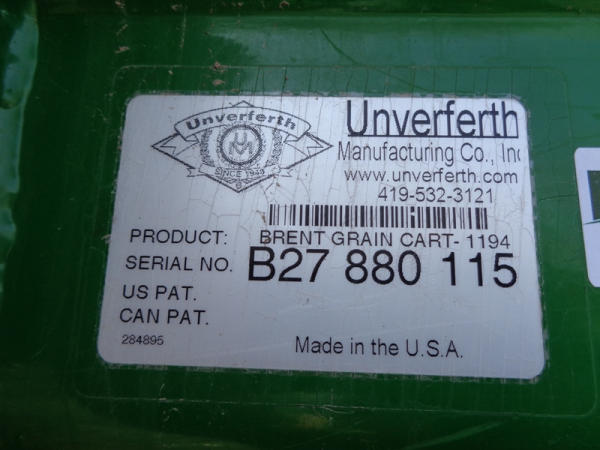 Unverferth
UM
SINCE 1948
Unverferth
Manufacturing Co., Inc
www.unverferth.com
419-532-3121
PRODUCT: BRENT GRAIN CART- 1194
SERIAL NO. B27 880 115
US PAT.
CAN PAT.
284895
Made in the U.S.A.